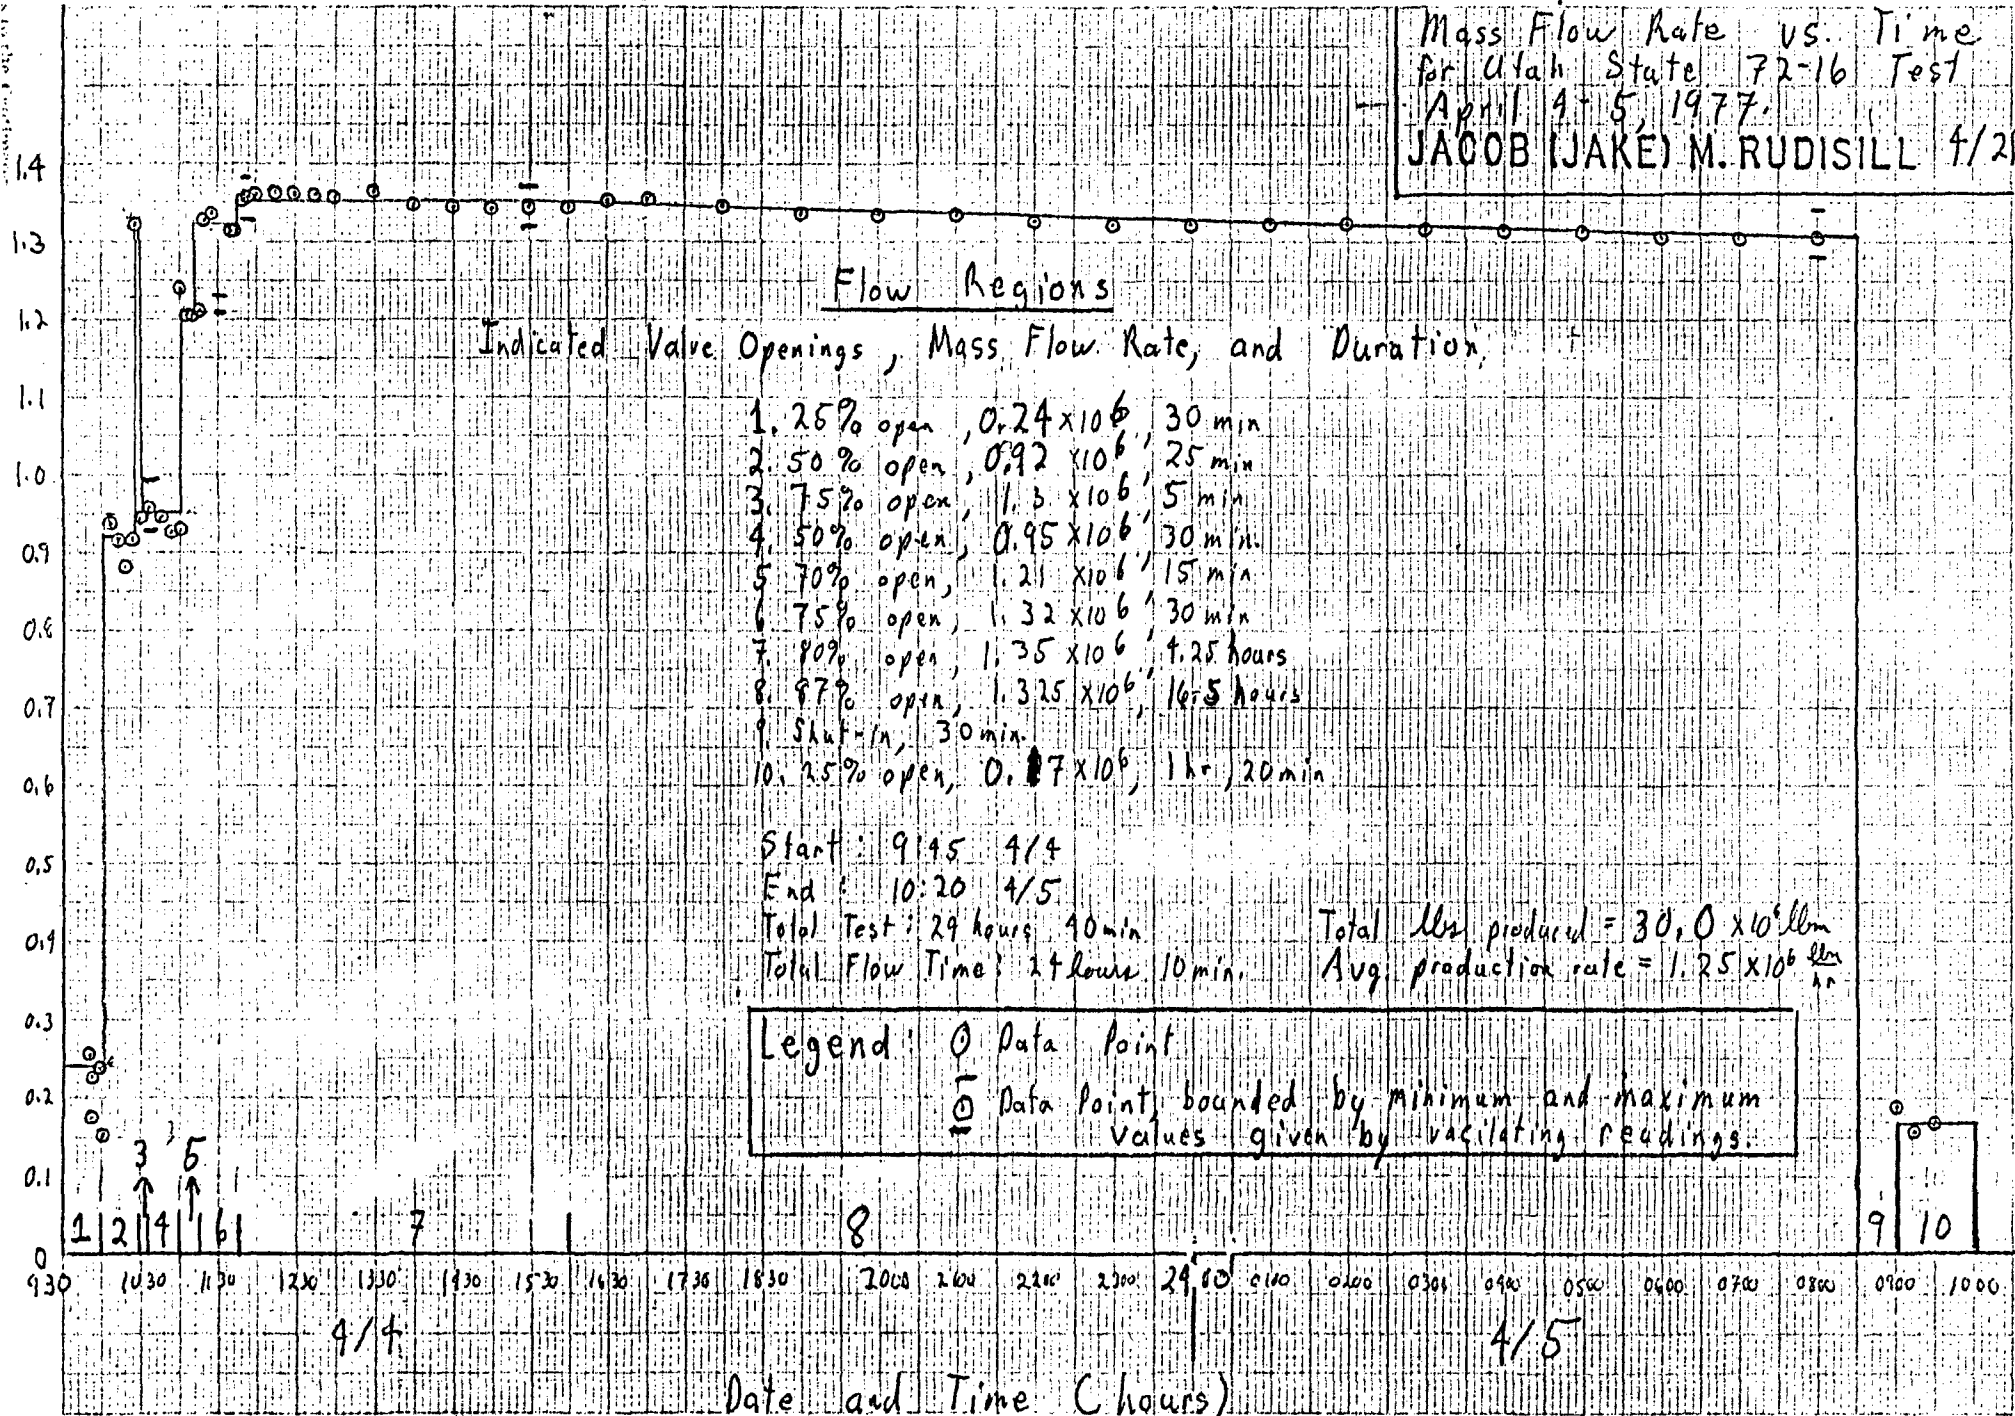 Mass Flow Rate vs. Time
for Utah State 72-16 Test
April 4-5, 1977.
JACOB (JAKE) M. RUDISILL 4/21
1.4
1.3
1.2
1.1
1.0
0.9
0.8
0.7
0.6
0.5
0.4
0.3
0.2
0.1
0
Flow Regions
Indicated Valve Openings, Mass Flow Rate, and Duration.
1. 25% open, 0.24 x10⁶, 30 min
2. 50% open, 0.92 x10⁶, 25 min
3. 75% open, 1.3 x10⁶, 5 min
4. 50% open, 0.95 x10⁶, 30 min.
5. 70% open, 1.21 x10⁶, 15 min
6. 75% open, 1.32 x10⁶, 30 min
7. 80% open, 1.35 x10⁶, 4.25 hours
8. 87% open, 1.325 x10⁶, 16.5 hours
9. Shut-in, 30 min.
10. 25% open, 0.17 x10⁶, 1 hr, 20 min
Start: 9:45 4/4
End: 10:20 4/5
Total Test: 24 hours 40 min
Total Flow Time: 24 hours 10 min.
Total lbs produced = 30.0 x10⁶ lbm
Avg. production rate = 1.25 x10⁶ lbm/hr
Legend: Data Point
Data Point, bounded by minimum and maximum
values given by vacilating readings.
3 5
1 2 4 6 7 8 9 10
930 1030 1130 1230 1330 1430 1530 1630 1730 1830 2000 2100 2200 2300 2400 0100 0200 0300 0400 0500 0600 0700 0800 0900 1000
4/4 4/5
Date and Time (hours)